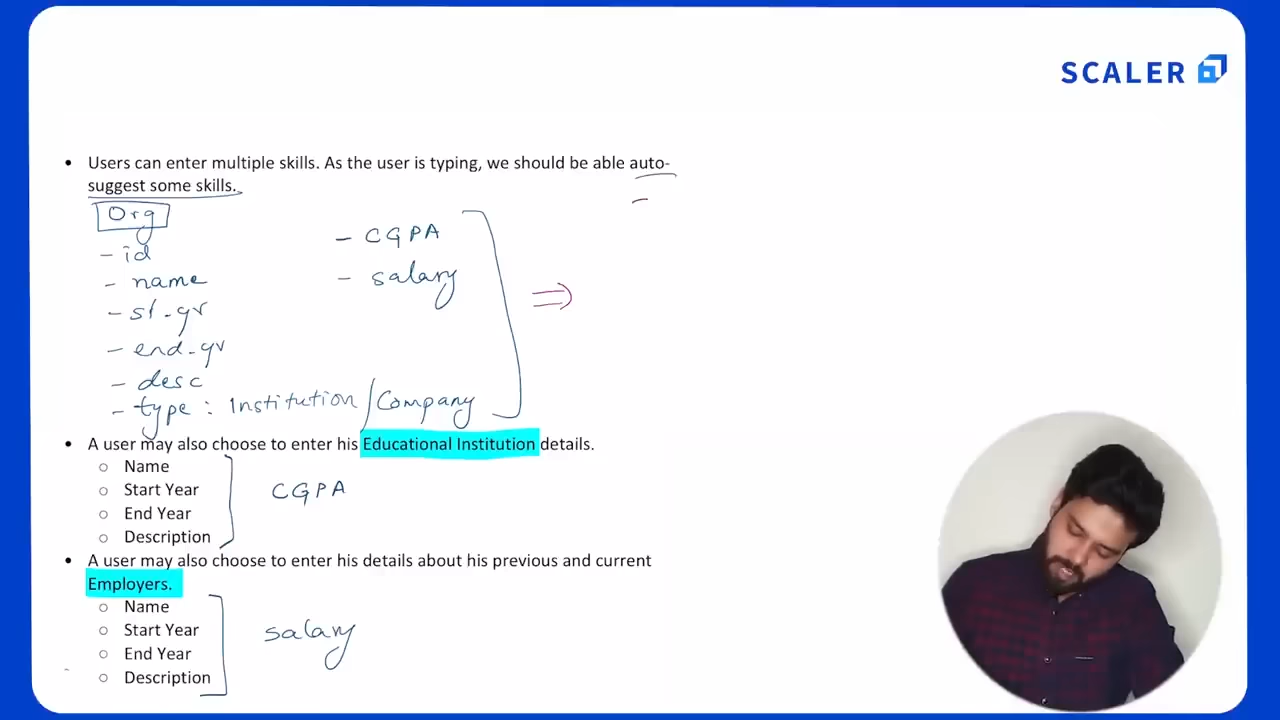 SCALER
• Users can enter multiple skills. As the user is typing, we should be able auto-
suggest some skills.
Org
- id
- name
- st-yr
- end-yr
- desc
- type : Institution / Company
- CGPA
- salary
⇒
• A user may also choose to enter his Educational Institution details.
○ Name
○ Start Year
○ End Year
○ Description
CGPA
• A user may also choose to enter his details about his previous and current
Employers.
○ Name
○ Start Year
○ End Year
○ Description
salary